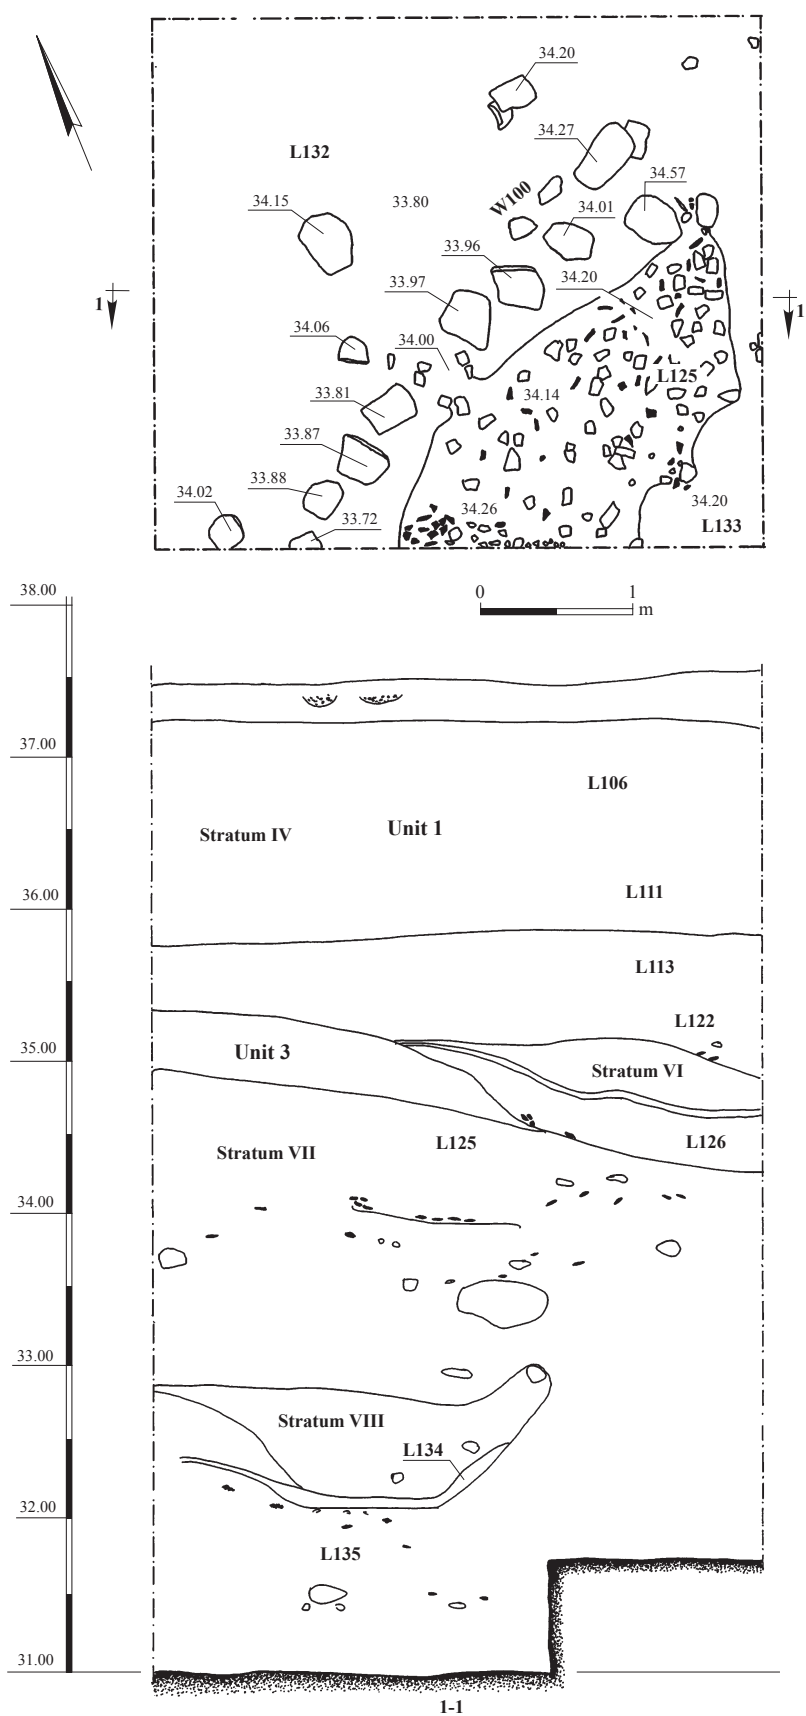 34.20
34.27
L132
34.57
34.15
33.80
W100
34.01
33.96
33.97
34.20
1
1
34.06
34.00
L125
33.81
34.14
33.87
33.88
34.02
34.26
34.20
33.72
L133
38.00
0 1
m
37.00
L106
Stratum IV
Unit 1
36.00
L111
L113
L122
35.00
Unit 3
Stratum VI
L125
L126
Stratum VII
34.00
33.00
Stratum VIII
L134
32.00
L135
31.00
1-1